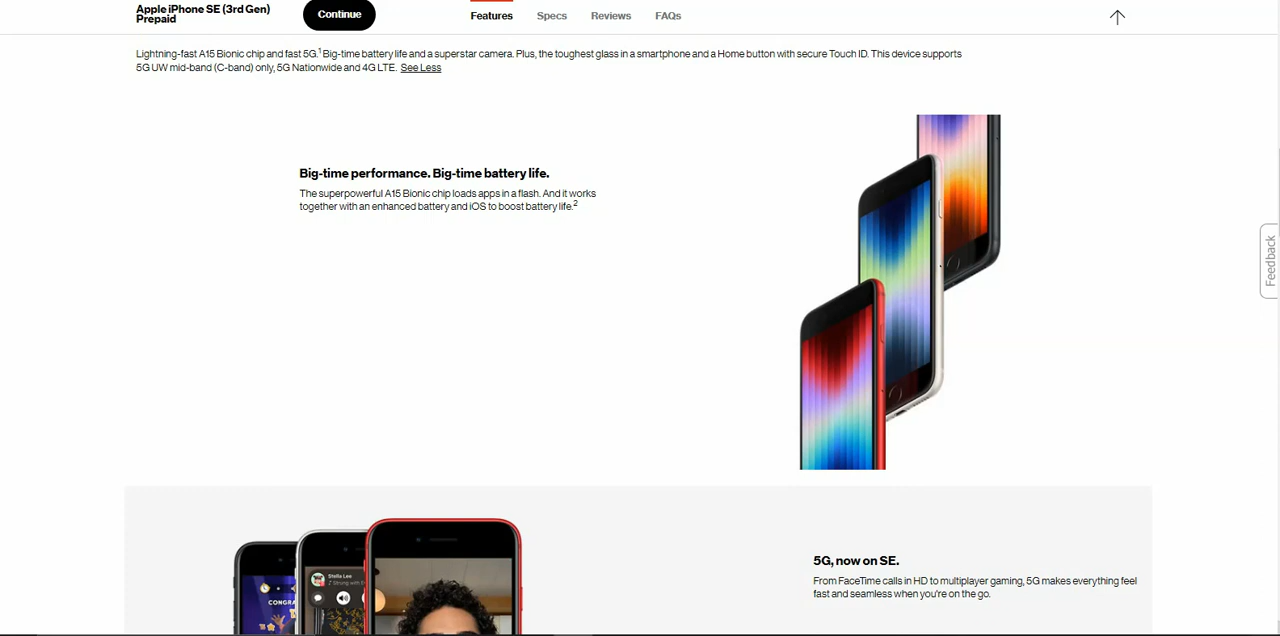 Apple iPhone SE (3rd Gen)
Prepaid
Continue
Features
Specs
Reviews
FAQs
Lightning-fast A15 Bionic chip and fast 5G.1 Big-time battery life and a superstar camera. Plus, the toughest glass in a smartphone and a Home button with secure Touch ID. This device supports
5G UW mid-band (C-band) only, 5G Nationwide and 4G LTE. See Less
Big-time performance. Big-time battery life.
The superpowerful A15 Bionic chip loads apps in a flash. And it works
together with an enhanced battery and iOS to boost battery life.2
Feedback
Stella Lee
CONGRA
5G, now on SE.
From FaceTime calls in HD to multiplayer gaming, 5G makes everything feel
fast and seamless when you're on the go.